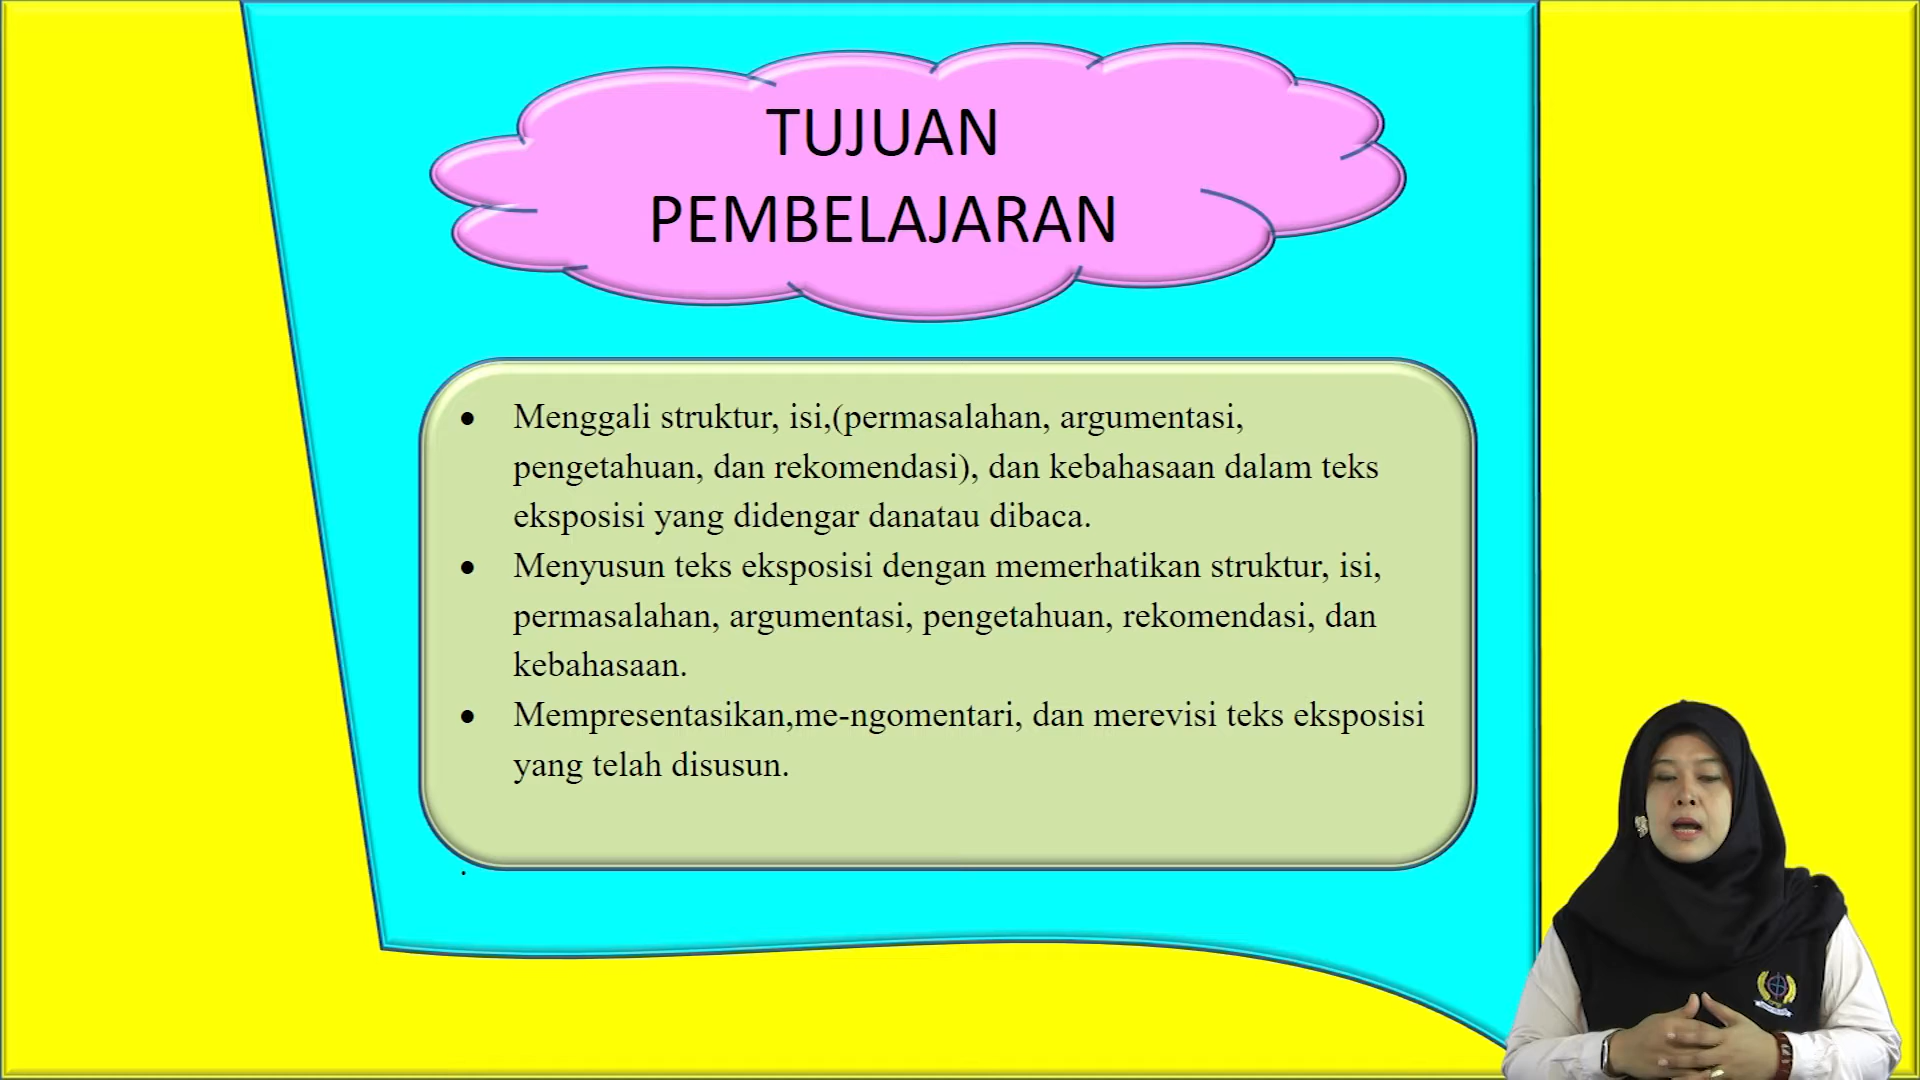 TUJUAN
PEMBELAJARAN
• Menggali struktur, isi,(permasalahan, argumentasi,
pengetahuan, dan rekomendasi), dan kebahasaan dalam teks
eksposisi yang didengar danatau dibaca.
• Menyusun teks eksposisi dengan memerhatikan struktur, isi,
permasalahan, argumentasi, pengetahuan, rekomendasi, dan
kebahasaan.
• Mempresentasikan,me-ngomentari, dan merevisi teks eksposisi
yang telah disusun.
.